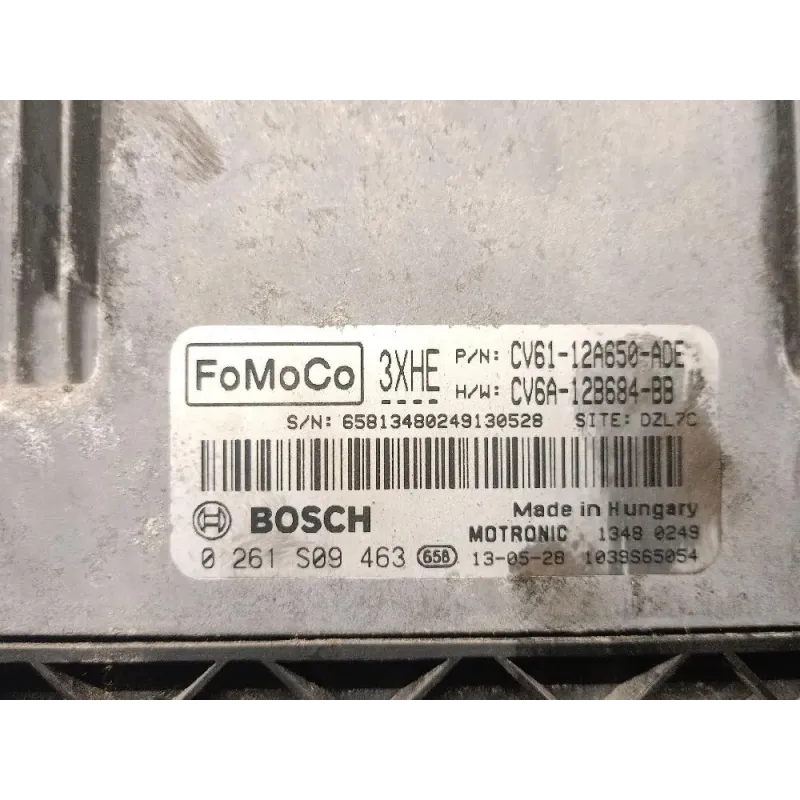 FoMoCo 3XHE P/N: CV61-12A650-ADE
H/W: CV6A-12B684-BB
S/N: 65813480249130528 SITE: DZL7C
BOSCH Made in Hungary
MOTRONIC 1348 0249
0 261 S09 463 658 13-05-28 1039S65054